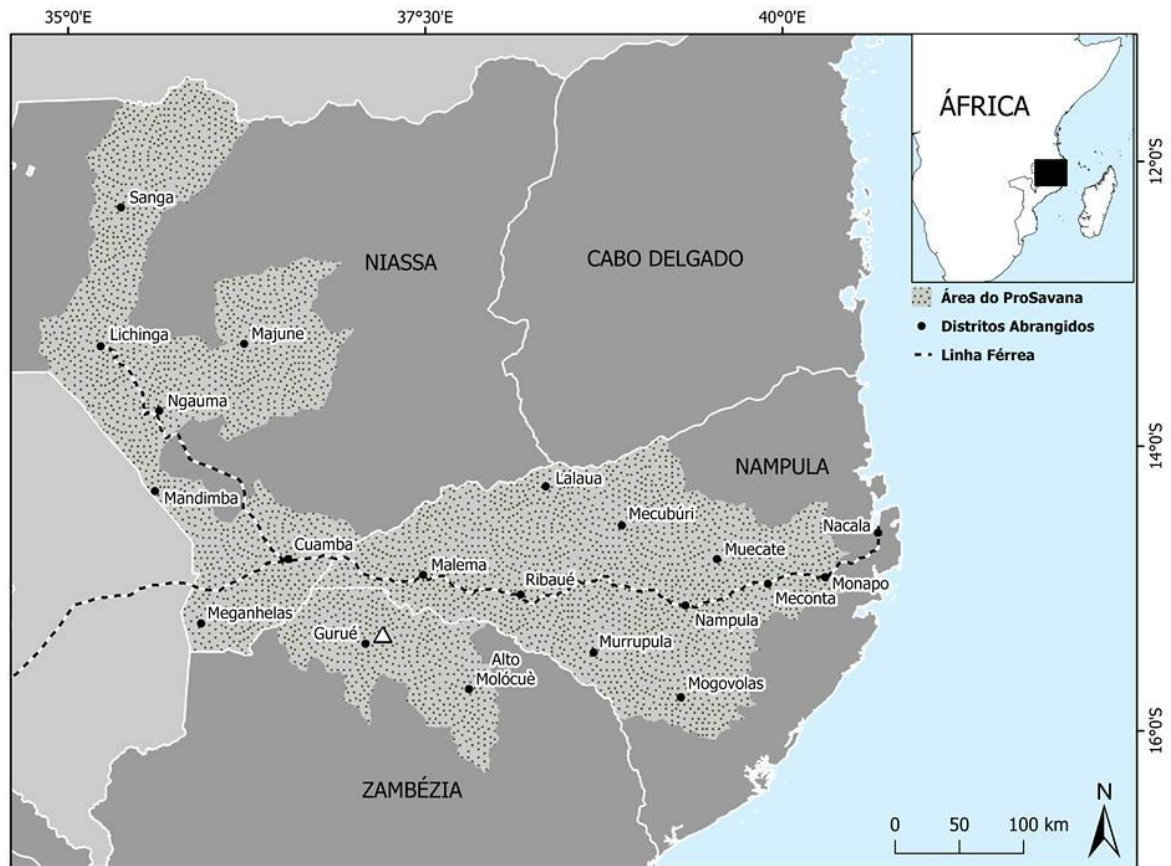 35°0'E
37°30'E
40°0'E
ÁFRICA
12°0'S
Sanga
NIASSA
CABO DELGADO
Área do ProSavana
Distritos Abrangidos
Linha Férrea
Lichinga
Majune
Ngauma
14°0'S
NAMPULA
Mandimba
Lalaua
Mecubúri
Nacala
Cuamba
Muecate
Malema
Ribaué
Monapo
Meconta
Nampula
Meganhelas
Gurué
Murrupula
Alto
Molócuè
Mogovolas
16°0'S
ZAMBÉZIA
N
0 50 100 km